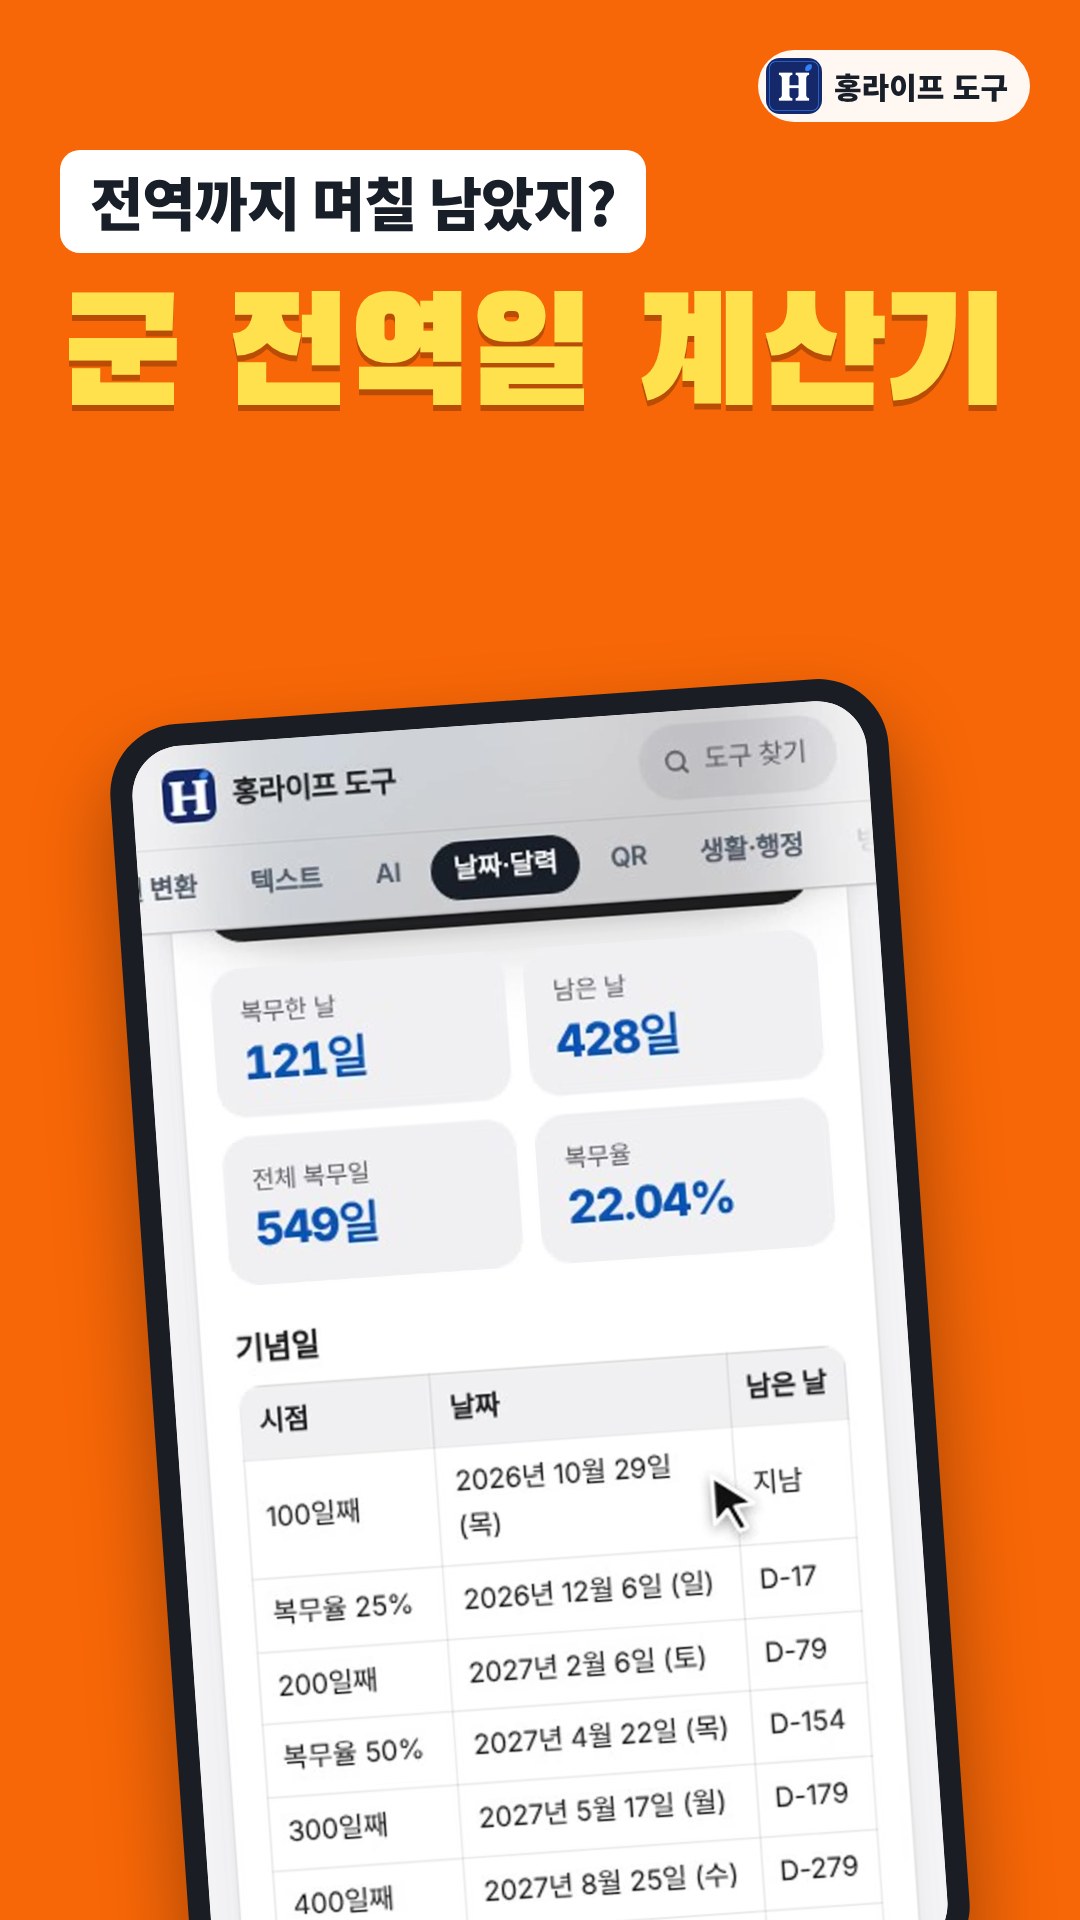 홍라이프 도구
전역까지 며칠 남았지?
군 전역일 계산기
홍라이프 도구
도구 찾기
변환 텍스트 AI 날짜·달력 QR 생활·행정
복무한 날
121일
남은 날
428일
전체 복무일
549일
복무율
22.04%
기념일
시점 날짜 남은 날
100일째 2026년 10월 29일 (목) 지남
복무율 25% 2026년 12월 6일 (일) D-17
200일째 2027년 2월 6일 (토) D-79
복무율 50% 2027년 4월 22일 (목) D-154
300일째 2027년 5월 17일 (월) D-179
400일째 2027년 8월 25일 (수) D-279